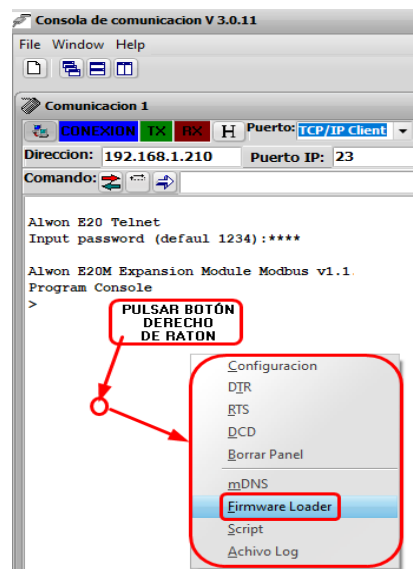 Consola de comunicacion V 3.0.11
File Window Help
Comunicacion 1
CONEXION TX RX H Puerto: TCP/IP Client
Direccion: 192.168.1.210 Puerto IP: 23
Comando:
Alwon E20 Telnet
Input password (defaul 1234):****
Alwon E20M Expansion Module Modbus v1.1.
Program Console
>
PULSAR BOTÓN
DERECHO
DE RATON
Configuracion
DTR
RTS
DCD
Borrar Panel
mDNS
Firmware Loader
Script
Achivo Log